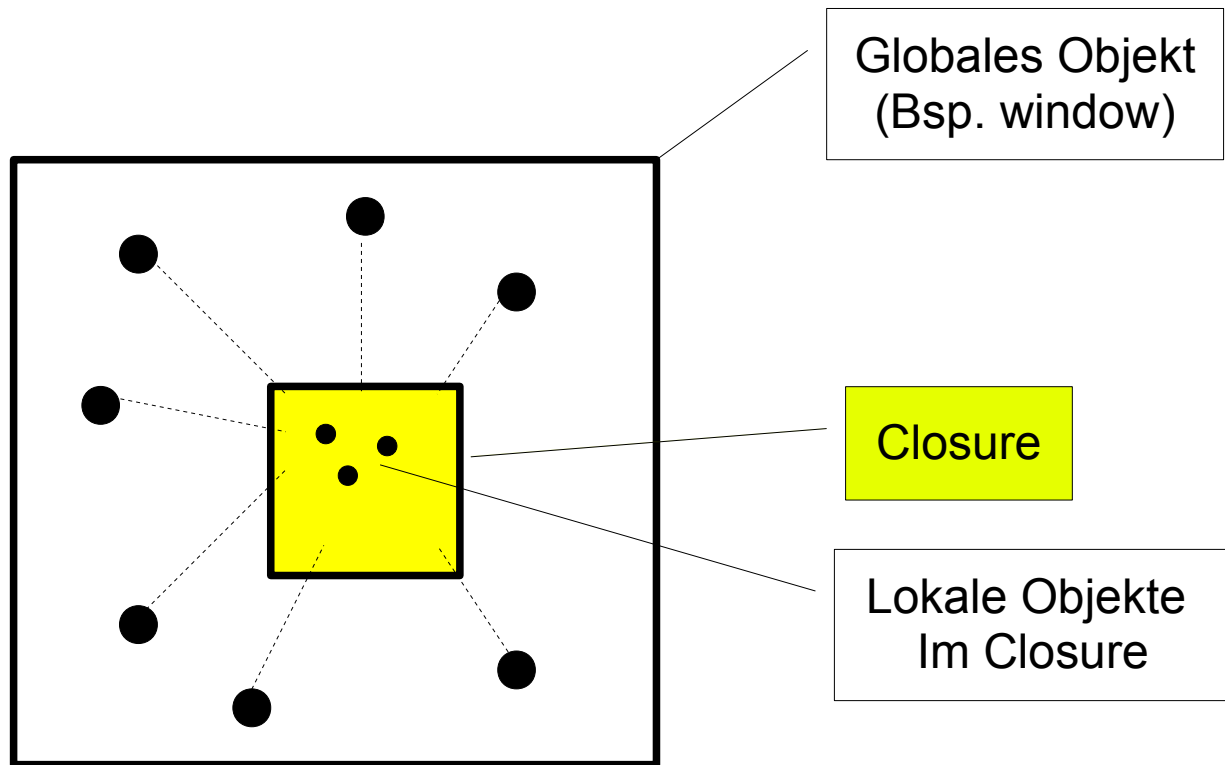 Globales Objekt
(Bsp. window)
Closure
Lokale Objekte
Im Closure